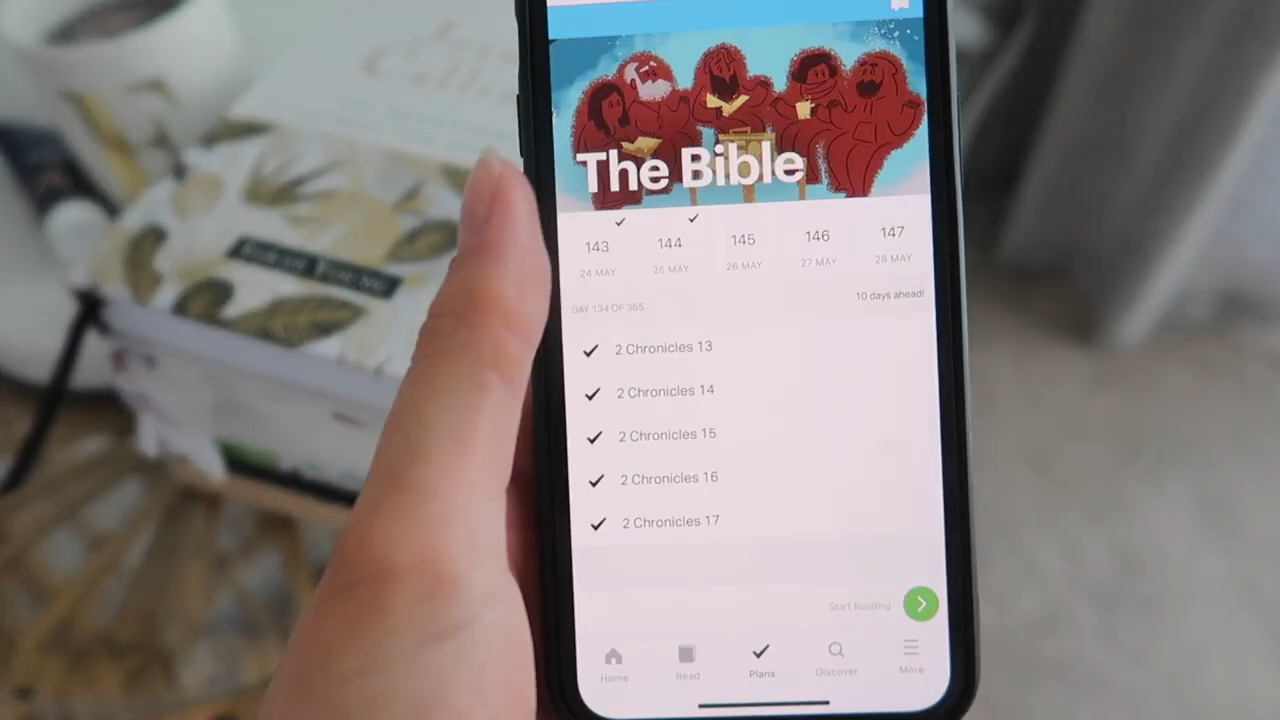 The Bible
143 144 145 146 147
24 MAY 25 MAY 26 MAY 27 MAY 28 MAY
DAY 134 OF 365 10 days ahead!
2 Chronicles 13
2 Chronicles 14
2 Chronicles 15
2 Chronicles 16
2 Chronicles 17
Start Reading
Home Read Plans Discover More
SARAH YOUNG